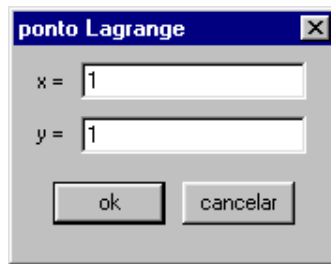 ponto Lagrange
x = 1
y = 1
ok cancelar